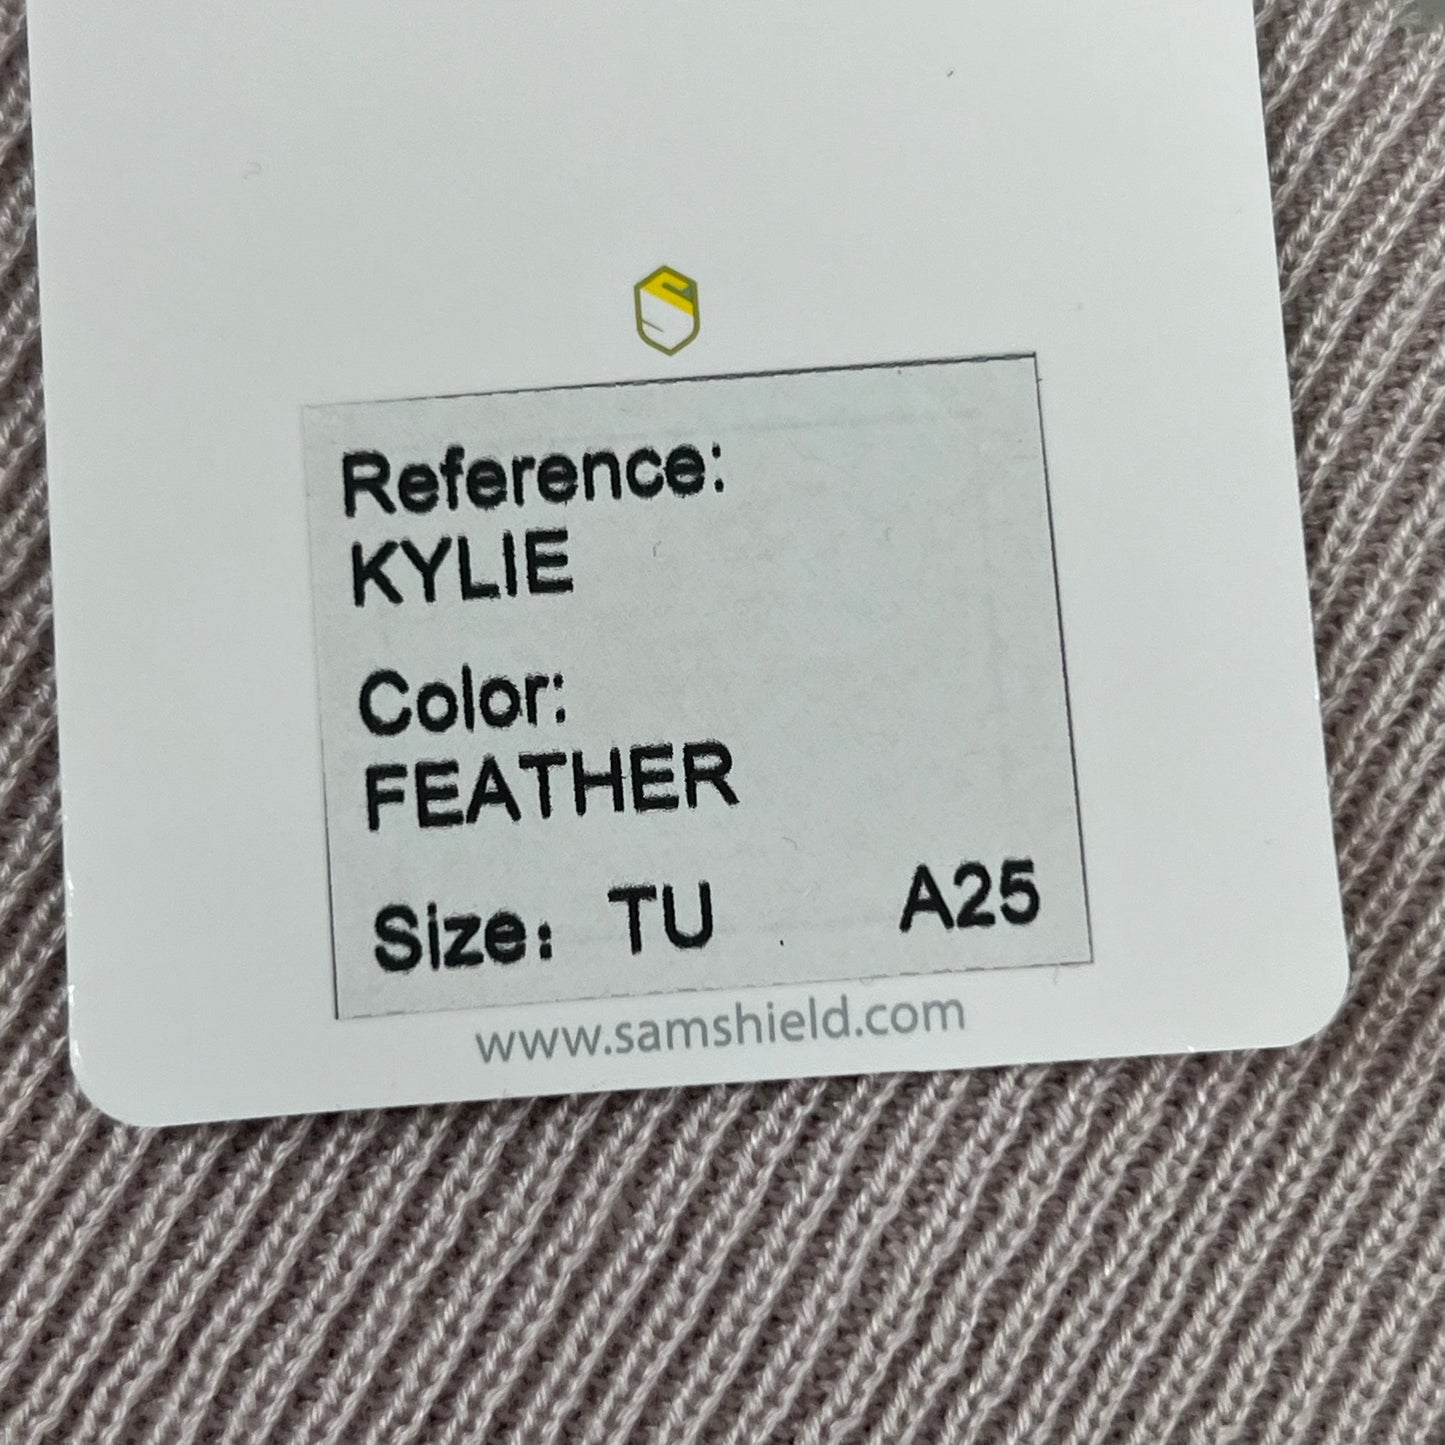 Reference:
KYLIE
Color:
FEATHER
Size: TU A25
www.samshield.com